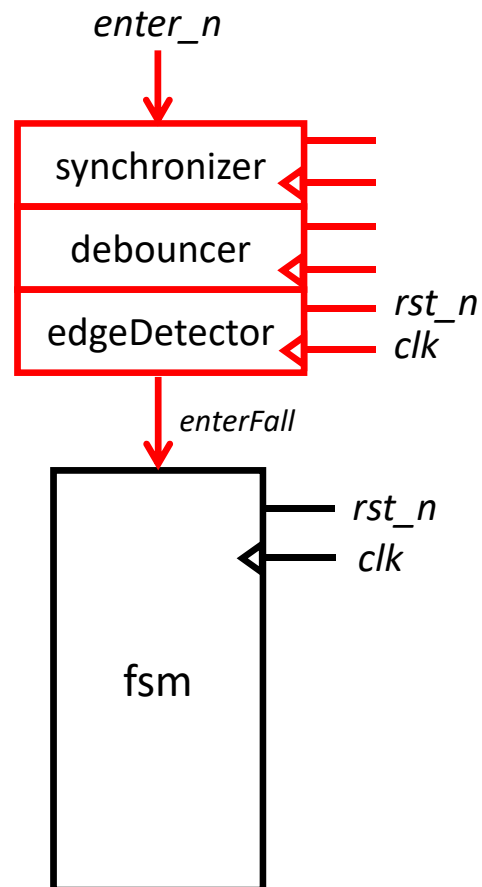 enter_n
synchronizer
debouncer
edgeDetector
rst_n
clk
enterFall
rst_n
clk
fsm